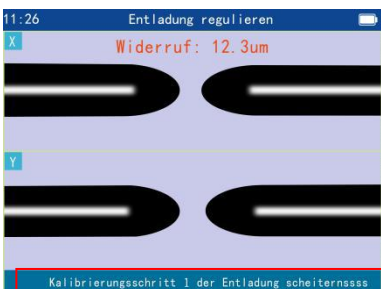 11:26 Entladung regulieren
X
Widerruf: 12.3um
Y
Kalibrierungsschritt 1 der Entladung scheiternssss